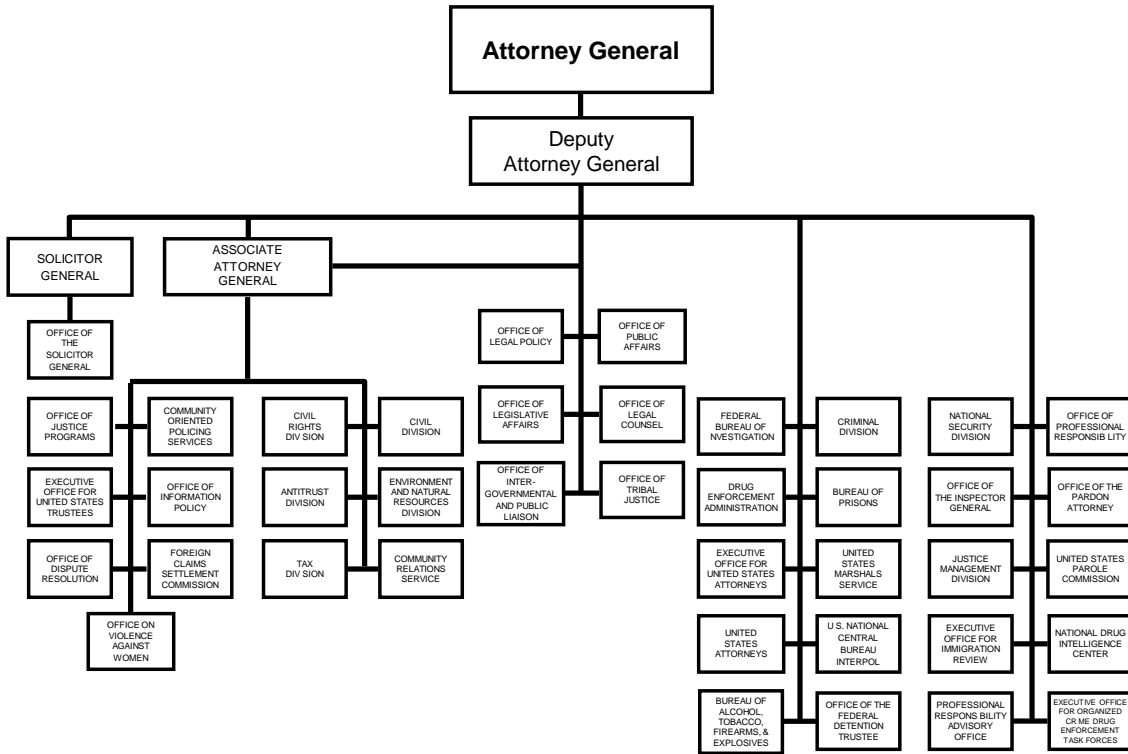 Attorney General
Deputy
Attorney General
SOLICITOR
GENERAL
ASSOCIATE
ATTORNEY
GENERAL
OFFICE OF
THE
SOLICITOR
GENERAL
OFFICE OF
LEGAL POLICY
OFFICE OF
PUBLIC
AFFAIRS
OFFICE OF
JUSTICE
PROGRAMS
COMMUNITY
ORIENTED
POLICING
SERVICES
CIVIL
RIGHTS
DIVISION
CIVIL
DIVISION
OFFICE OF
LEGISLATIVE
AFFAIRS
OFFICE OF
LEGAL
COUNSEL
FEDERAL
BUREAU OF
NVESTIGATION
CRIMINAL
DIVISION
NATIONAL
SECURITY
DIVISION
OFFICE OF
PROFESSIONAL
RESPONSIB LITY
EXECUTIVE
OFFICE FOR
UNITED STATES
TRUSTEES
OFFICE OF
INFORMATION
POLICY
ANTITRUST
DIVISION
ENVIRONMENT
AND NATURAL
RESOURCES
DIVISION
OFFICE OF
INTER-
GOVERNMENTAL
AND PUBLIC
LIAISON
OFFICE OF
TRIBAL
JUSTICE
DRUG
ENFORCEMENT
ADMINISTRATION
BUREAU OF
PRISONS
OFFICE OF
THE INSPECTOR
GENERAL
OFFICE OF THE
PARDON
ATTORNEY
OFFICE OF
DISPUTE
RESOLUTION
FOREIGN
CLAIMS
SETTLEMENT
COMMISSION
TAX
DIVISION
COMMUNITY
RELATIONS
SERVICE
EXECUTIVE
OFFICE FOR
UNITED STATES
ATTORNEYS
UNITED
STATES
MARSHALS
SERVICE
JUSTICE
MANAGEMENT
DIVISION
UNITED STATES
PAROLE
COMMISSION
OFFICE ON
VIOLENCE
AGAINST
WOMEN
UNITED
STATES
ATTORNEYS
U S. NATIONAL
CENTRAL
BUREAU
INTERPOL
EXECUTIVE
OFFICE FOR
IMMIGRATION
REVIEW
NATIONAL DRUG
INTELLIGENCE
CENTER
BUREAU OF
ALCOHOL,
TOBACCO,
FIREARMS, &
EXPLOSIVES
OFFICE OF THE
FEDERAL
DETENTION
TRUSTEE
PROFESSIONAL
RESPONS BILITY
ADVISORY
OFFICE
EXECUTIVE OFFICE
FOR ORGANIZED
CR ME DRUG
ENFORCEMENT
TASK FORCES